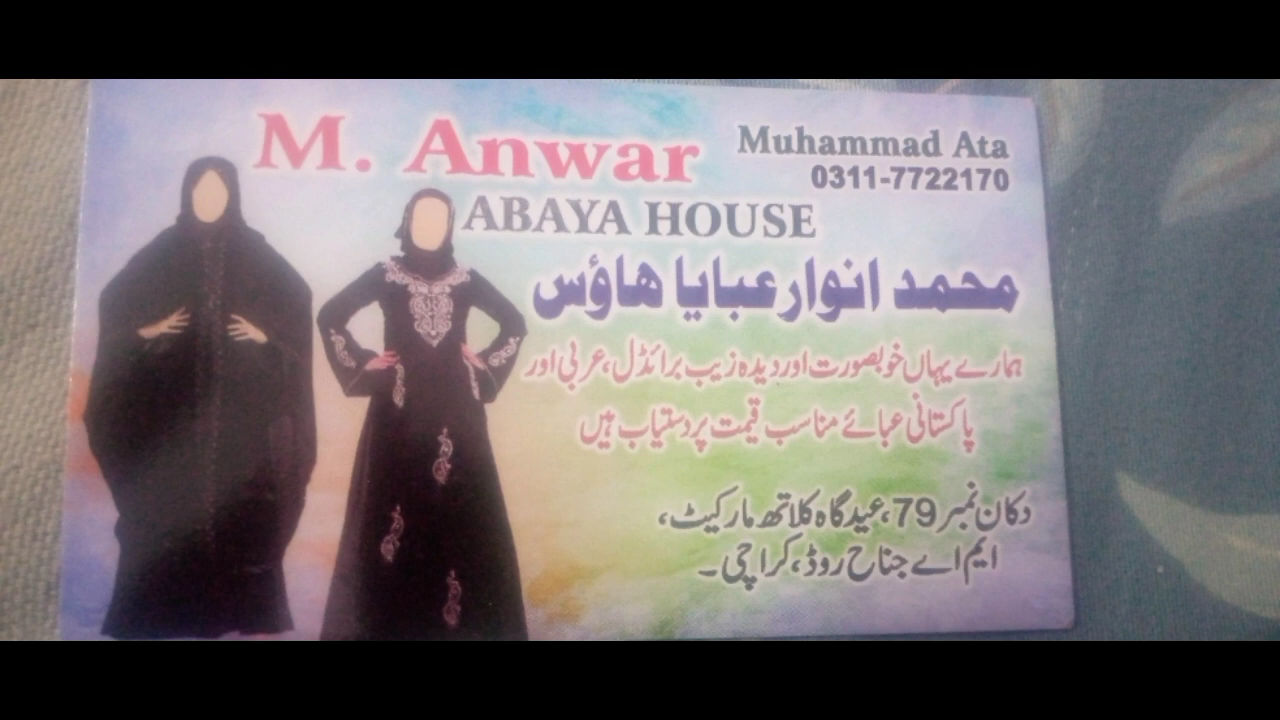 M. Anwar
ABAYA HOUSE
Muhammad Ata
0311-7722170
محمد انوار عبایا ھاؤس
ہمارے یہاں خوبصورت اور دیدہ زیب برائڈل، عربی اور
پاکستانی عبائے مناسب قیمت پر دستیاب ہیں
دکان نمبر 79، عیدگاہ کلاتھ مارکیٹ،
ایم اے جناح روڈ، کراچی۔